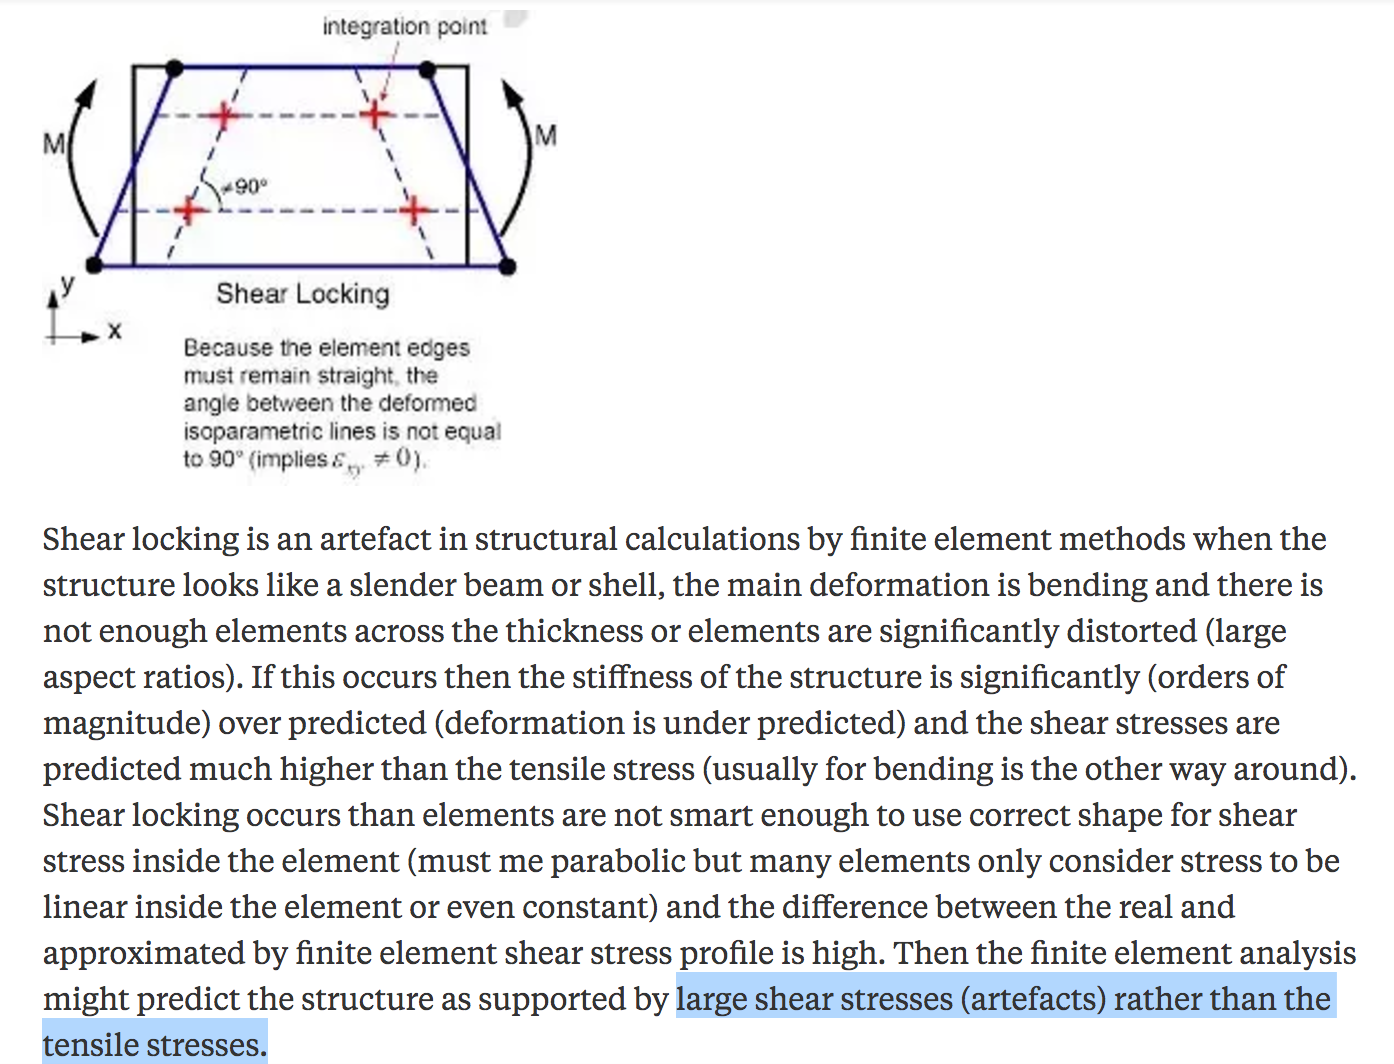 integration point
M
M
≠90°
y
x
Shear Locking
Because the element edges
must remain straight, the
angle between the deformed
isoparametric lines is not equal
to 90° (implies ε_xy ≠ 0).
Shear locking is an artefact in structural calculations by finite element methods when the
structure looks like a slender beam or shell, the main deformation is bending and there is
not enough elements across the thickness or elements are significantly distorted (large
aspect ratios). If this occurs then the stiffness of the structure is significantly (orders of
magnitude) over predicted (deformation is under predicted) and the shear stresses are
predicted much higher than the tensile stress (usually for bending is the other way around).
Shear locking occurs than elements are not smart enough to use correct shape for shear
stress inside the element (must me parabolic but many elements only consider stress to be
linear inside the element or even constant) and the difference between the real and
approximated by finite element shear stress profile is high. Then the finite element analysis
might predict the structure as supported by large shear stresses (artefacts) rather than the
tensile stresses.